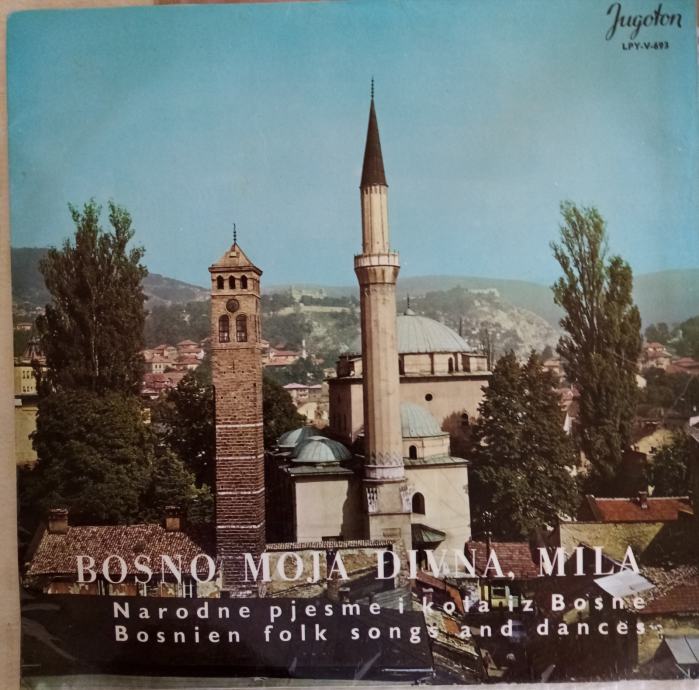 Jugoton
LPY-V-693
BOSNO, MOJA DIVNA, MILA
Narodne pjesme i kola iz Bosne
Bosnien folk songs and dances